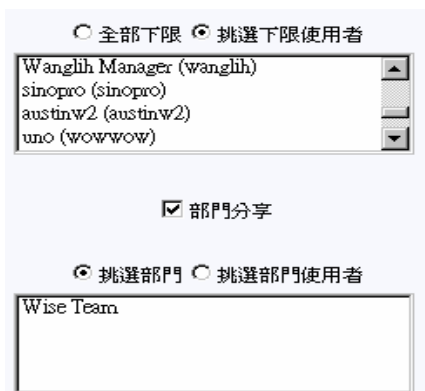 全部下限 挑選下限使用者
Wanglih Manager (wanglih)
sinopro (sinopro)
austinw2 (austinw2)
uno (wowwow)
部門分享
挑選部門 挑選部門使用者
Wise Team